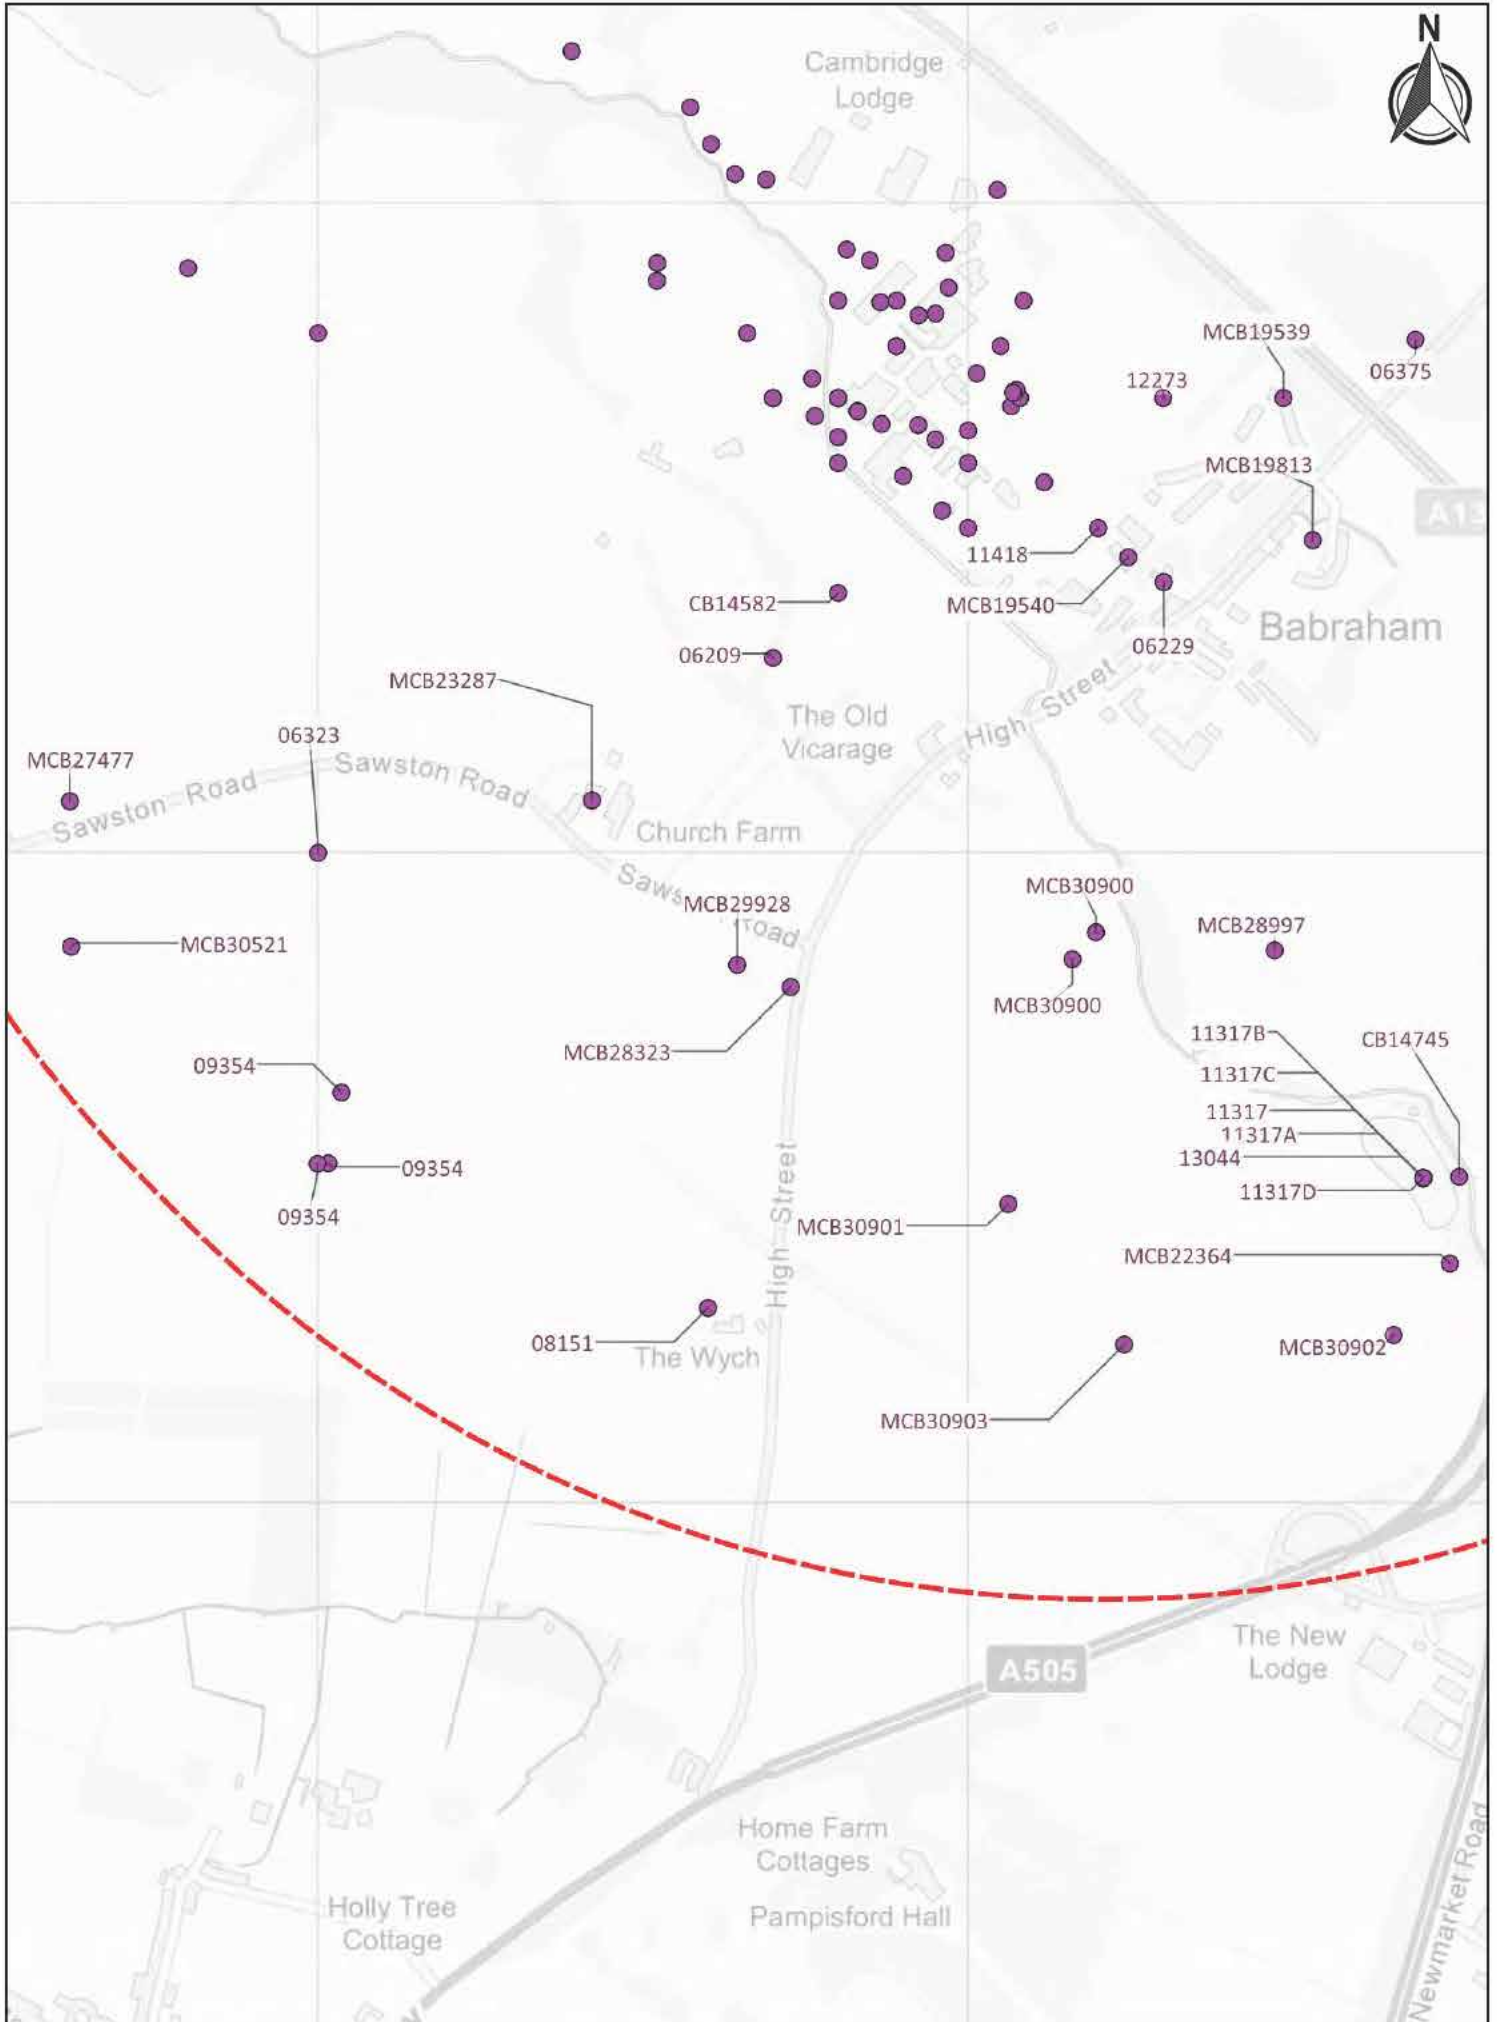 N
Cambridge
Lodge
MCB19539
06375
12273
MCB19813
A13
11418
CB14582
MCB19540
Babraham
06209
06229
MCB23287
The Old
Vicarage
High Street
06323
MCB27477
Sawston Road
Sawston Road
Church Farm
Saws
Road
MCB29928
MCB30900
MCB28997
MCB30521
MCB30900
MCB28323
11317B
CB14745
09354
11317C
11317
11317A
09354
13044
11317D
09354
High Street
MCB30901
MCB22364
08151
The Wych
MCB30902
MCB30903
The New
Lodge
A505
Home Farm
Cottages
Holly Tree
Cottage
Pampisford Hall
Newmarket Road